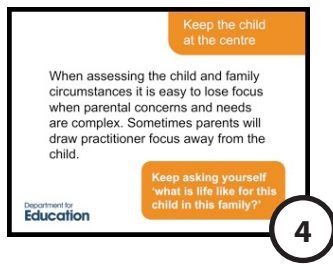 Keep the child
at the centre
When assessing the child and family
circumstances it is easy to lose focus
when parental concerns and needs
are complex. Sometimes parents will
draw practitioner focus away from the
child.
Keep asking yourself
‘what is life like for this
child in this family?’
Department for
Education
4